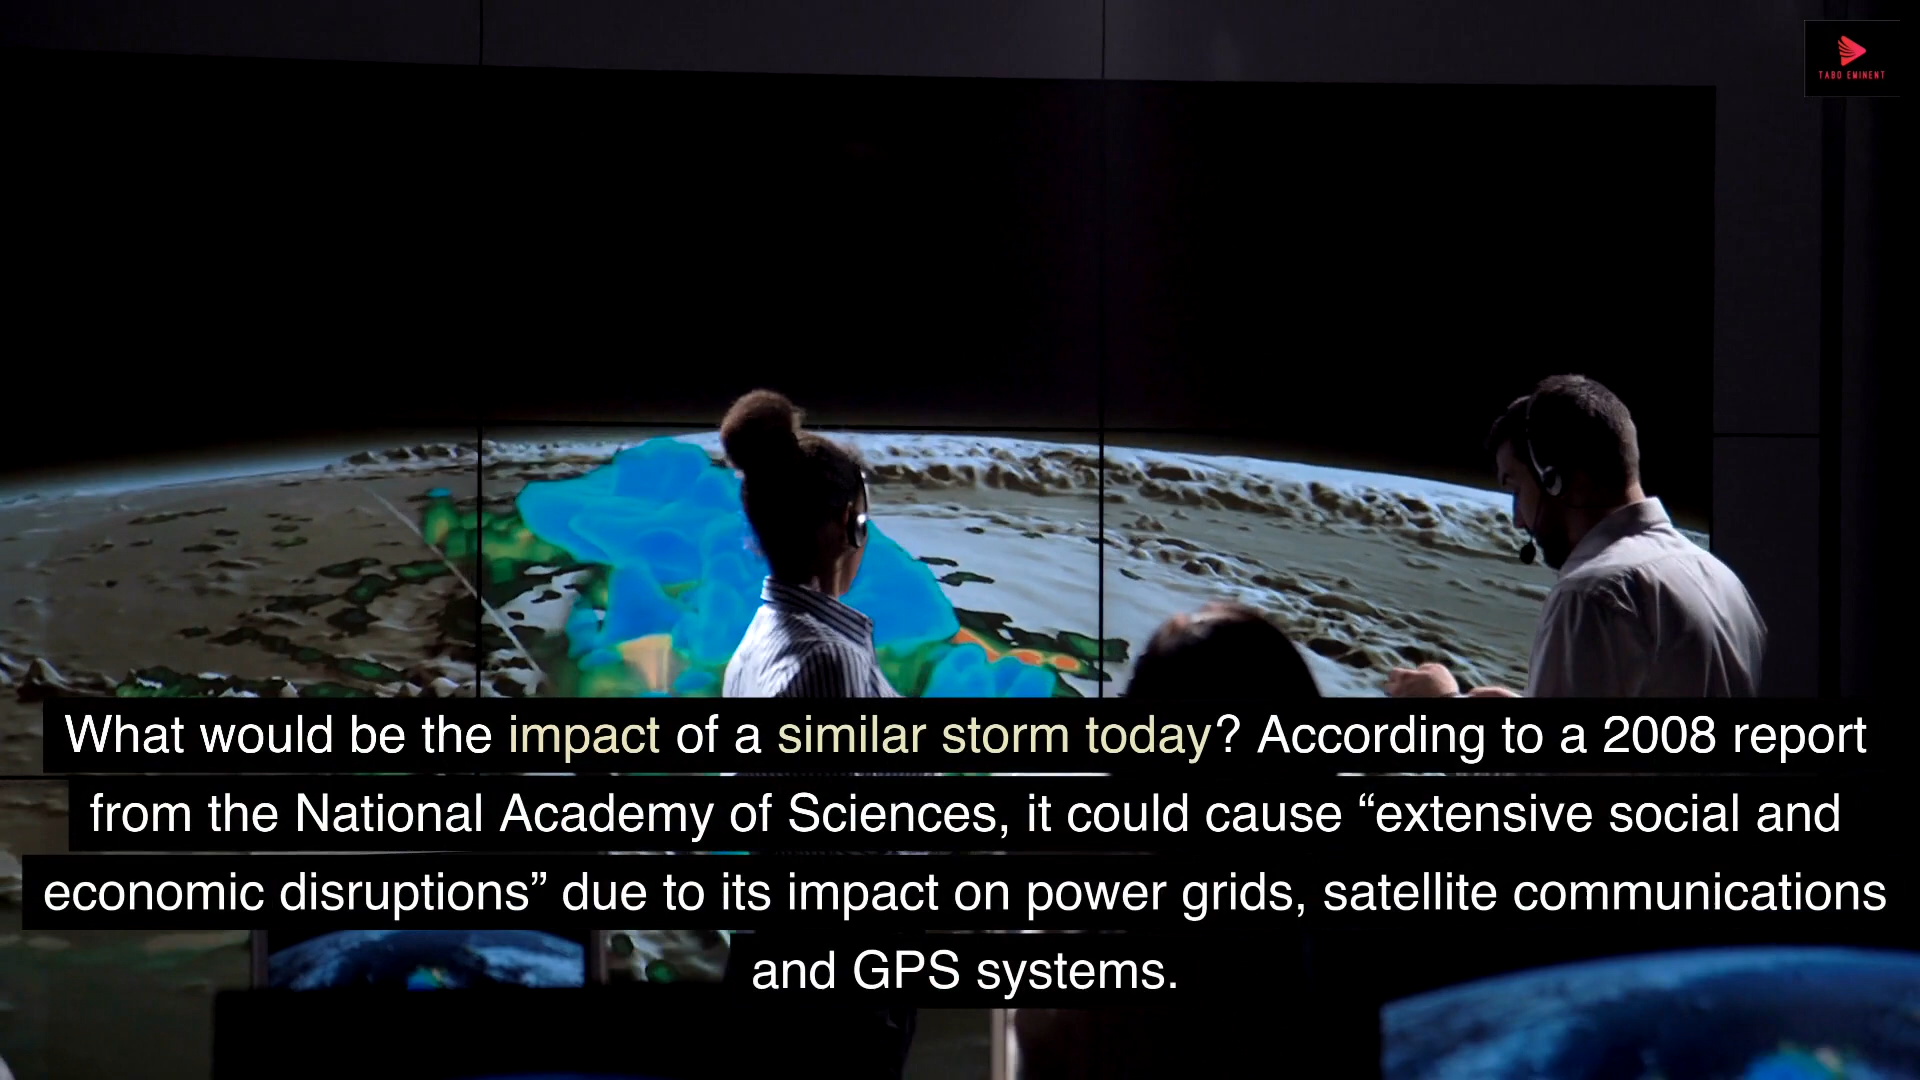 TABO EMINENT
What would be the impact of a similar storm today? According to a 2008 report
from the National Academy of Sciences, it could cause “extensive social and
economic disruptions” due to its impact on power grids, satellite communications
and GPS systems.